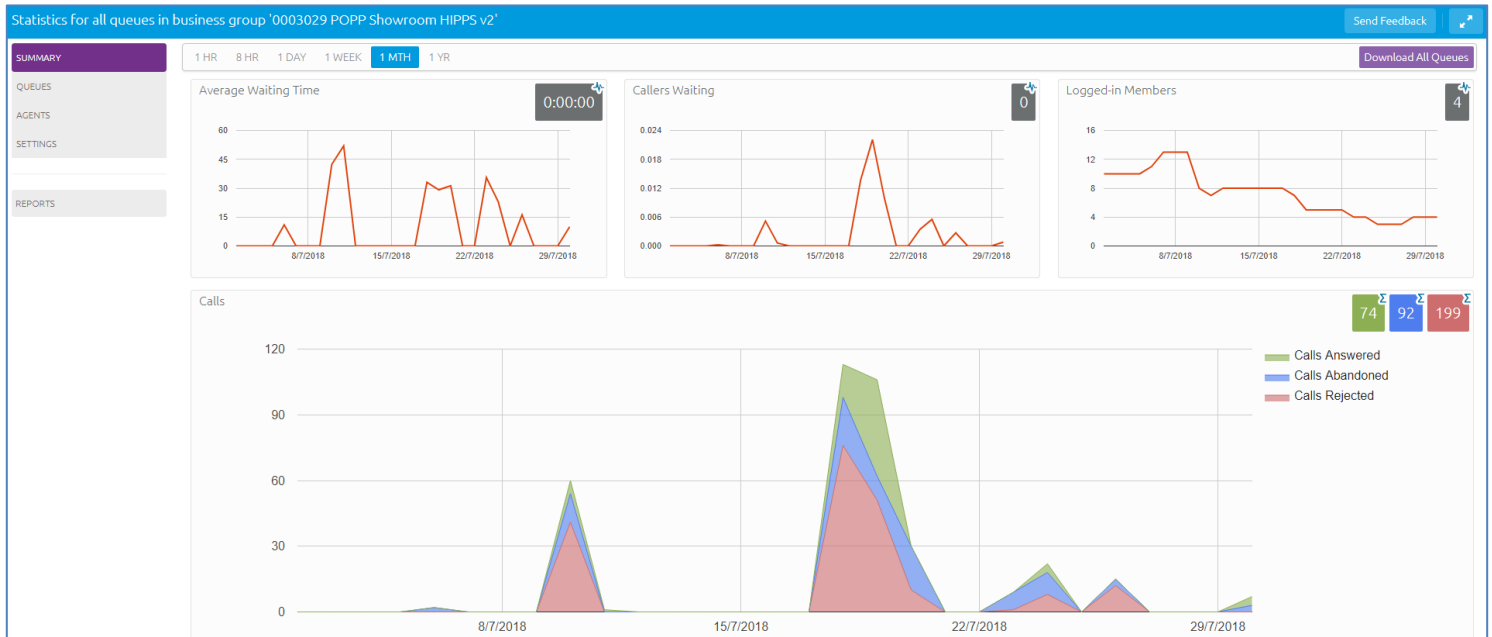 Statistics for all queues in business group '0003029 POPP Showroom HIPPS v2'
Send Feedback
SUMMARY
QUEUES
AGENTS
SETTINGS
REPORTS
1 HR 8 HR 1 DAY 1 WEEK 1 MTH 1 YR
Download All Queues
Average Waiting Time
0:00:00
60
45
30
15
0
8/7/2018 15/7/2018 22/7/2018 29/7/2018
Callers Waiting
0
0.024
0.018
0.012
0.006
0.000
8/7/2018 15/7/2018 22/7/2018 29/7/2018
Logged-in Members
4
16
12
8
4
0
8/7/2018 15/7/2018 22/7/2018 29/7/2018
Calls
Σ Σ Σ
74 92 199
120
90
60
30
0
8/7/2018 15/7/2018 22/7/2018 29/7/2018
Calls Answered
Calls Abandoned
Calls Rejected